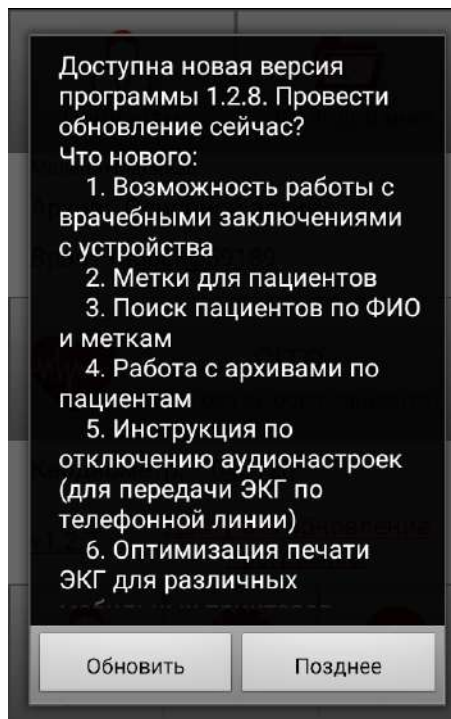 Доступна новая версия
программы 1.2.8. Провести
обновление сейчас?
Что нового:
1. Возможность работы с
врачебными заключениями
с устройства
2. Метки для пациентов
3. Поиск пациентов по ФИО
и меткам
4. Работа с архивами по
пациентам
5. Инструкция по
отключению аудионастроек
(для передачи ЭКГ по
телефонной линии)
6. Оптимизация печати
ЭКГ для различных
Обновить
Позднее